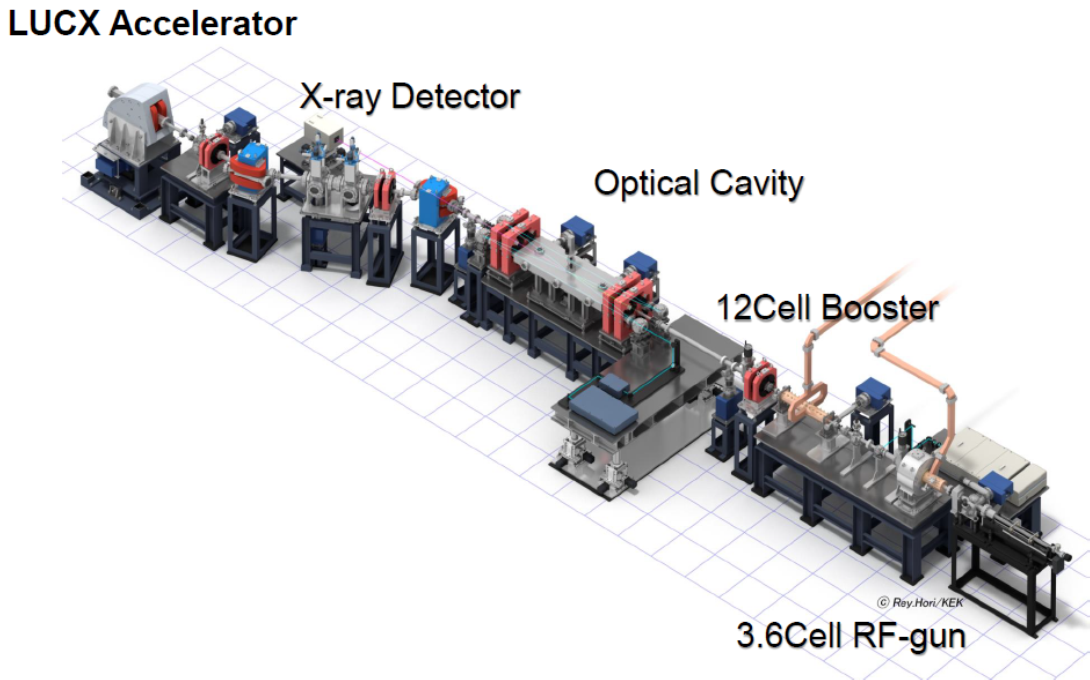 LUCX Accelerator
X-ray Detector
Optical Cavity
12Cell Booster
© Rey.Hori/KEK
3.6Cell RF-gun